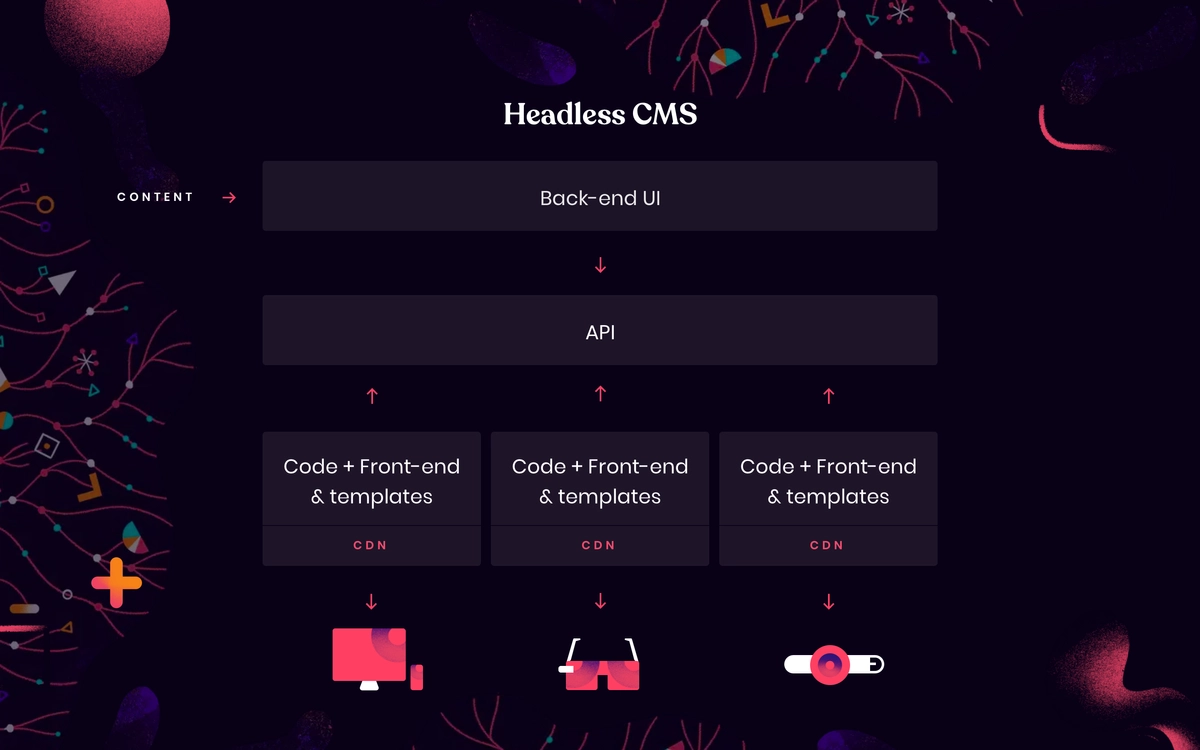 Headless CMS
CONTENT
Back-end UI
API
Code + Front-end
& templates
CDN
Code + Front-end
& templates
CDN
Code + Front-end
& templates
CDN